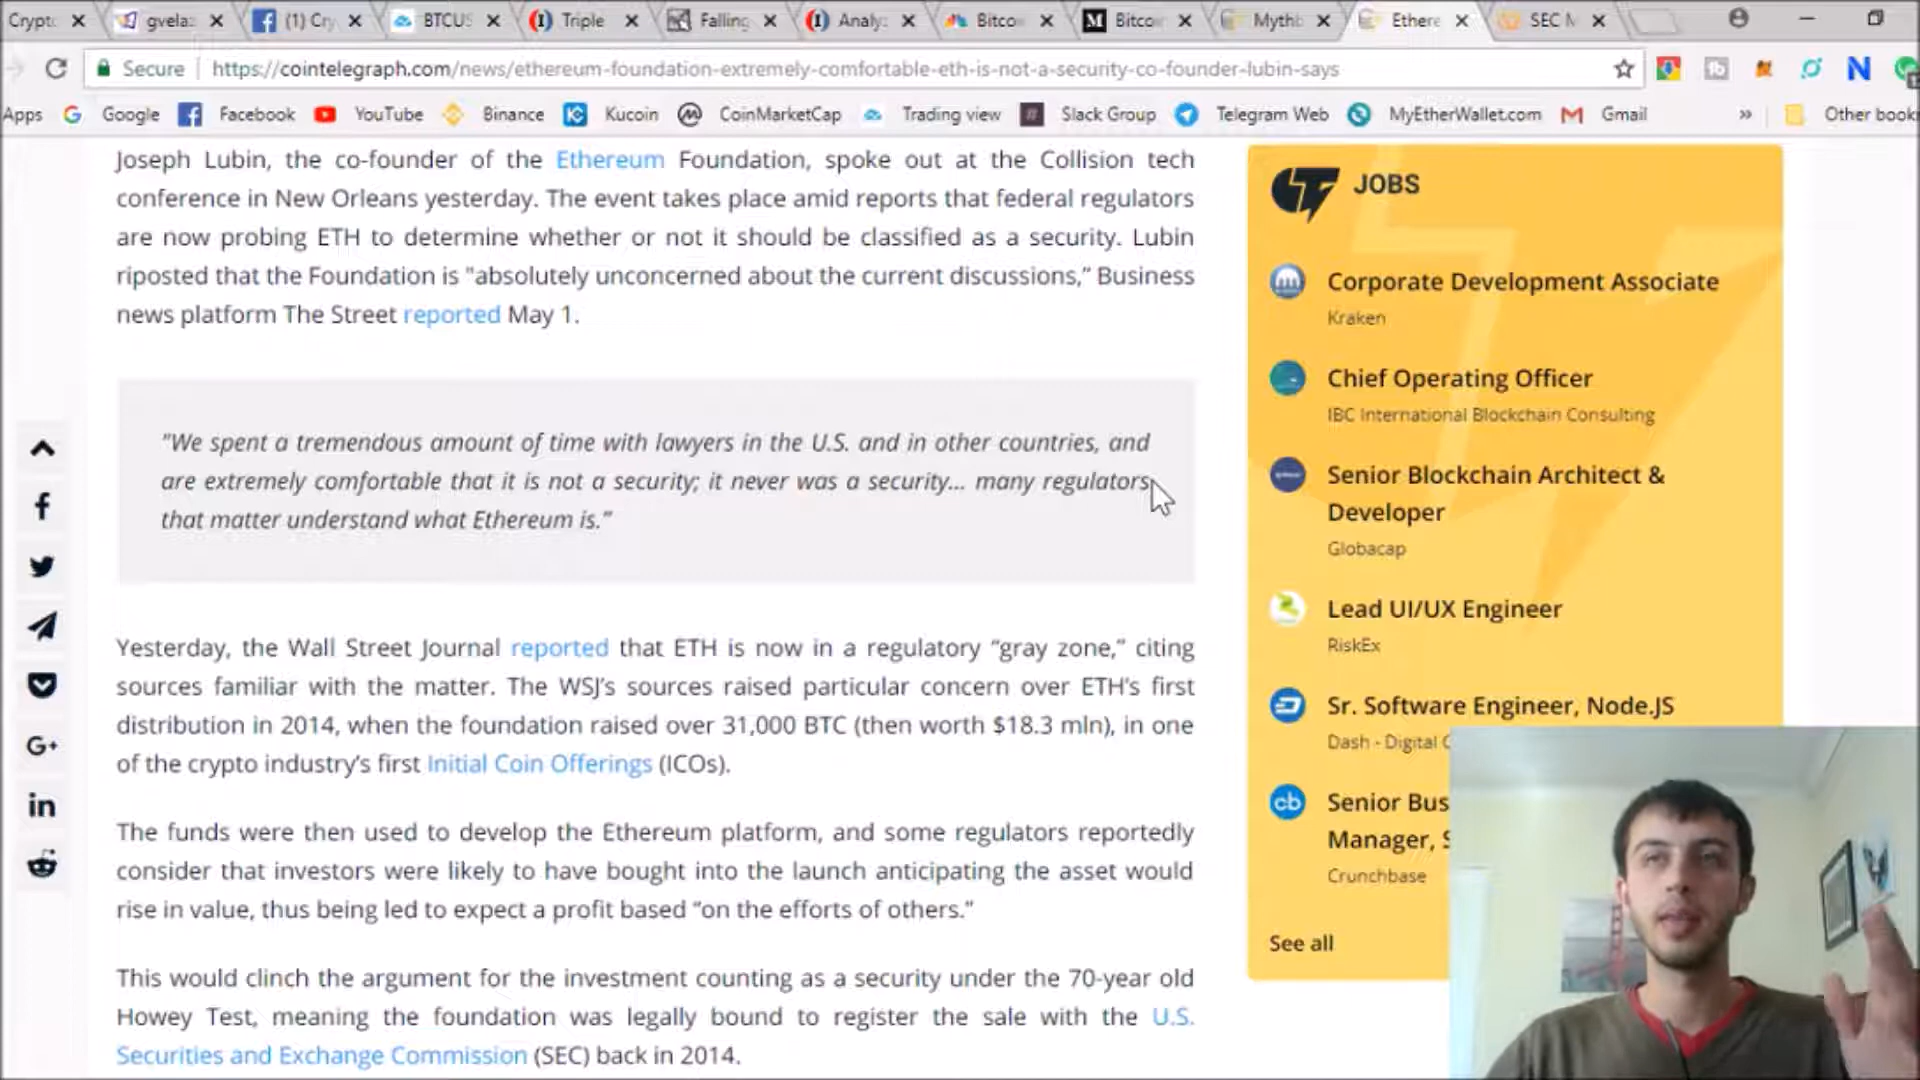 Crypto
gvelaz
(1) Cry
BTCUS
Triple
Falling
Analyz
Bitcoi
Bitcoi
Mythb
Ethere
SEC M
Secure
https://cointelegraph.com/news/ethereum-foundation-extremely-comfortable-eth-is-not-a-security-co-founder-lubin-says
Apps Google Facebook YouTube Binance Kucoin CoinMarketCap Trading view Slack Group Telegram Web MyEtherWallet.com Gmail » Other book
Joseph Lubin, the co-founder of the Ethereum Foundation, spoke out at the Collision tech
conference in New Orleans yesterday. The event takes place amid reports that federal regulators
are now probing ETH to determine whether or not it should be classified as a security. Lubin
riposted that the Foundation is "absolutely unconcerned about the current discussions,” Business
news platform The Street reported May 1.
"We spent a tremendous amount of time with lawyers in the U.S. and in other countries, and
are extremely comfortable that it is not a security; it never was a security... many regulators
that matter understand what Ethereum is.”
Yesterday, the Wall Street Journal reported that ETH is now in a regulatory “gray zone,” citing
sources familiar with the matter. The WSJ’s sources raised particular concern over ETH’s first
distribution in 2014, when the foundation raised over 31,000 BTC (then worth $18.3 mln), in one
of the crypto industry’s first Initial Coin Offerings (ICOs).
The funds were then used to develop the Ethereum platform, and some regulators reportedly
consider that investors were likely to have bought into the launch anticipating the asset would
rise in value, thus being led to expect a profit based “on the efforts of others.”
This would clinch the argument for the investment counting as a security under the 70-year old
Howey Test, meaning the foundation was legally bound to register the sale with the U.S.
Securities and Exchange Commission (SEC) back in 2014.
JOBS
Corporate Development Associate
Kraken
Chief Operating Officer
IBC International Blockchain Consulting
Senior Blockchain Architect &
Developer
Globacap
Lead UI/UX Engineer
RiskEx
Sr. Software Engineer, Node.JS
Dash - Digital C
Senior Bus
Manager, S
Crunchbase
See all